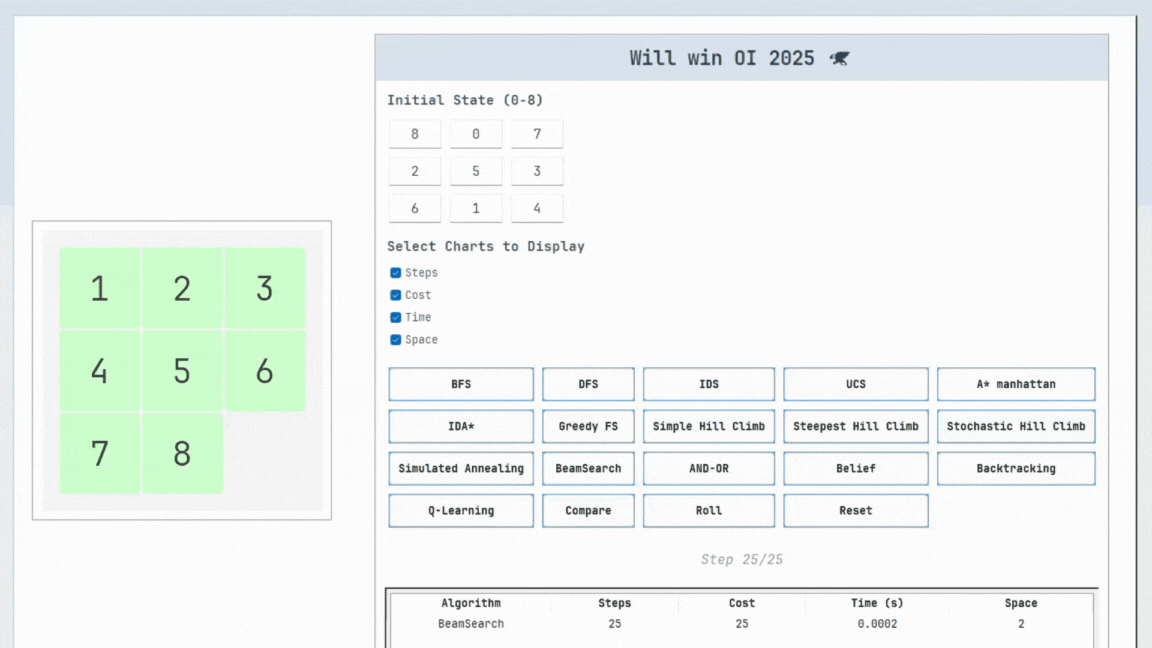 Will win OI 2025
Initial State (0-8)
8 0 7
2 5 3
6 1 4
Select Charts to Display
Steps
Cost
Time
Space
1 2 3
4 5 6
7 8
BFS DFS IDS UCS A* manhattan
IDA* Greedy FS Simple Hill Climb Steepest Hill Climb Stochastic Hill Climb
Simulated Annealing BeamSearch AND-OR Belief Backtracking
Q-Learning Compare Roll Reset
Step 25/25
Algorithm Steps Cost Time (s) Space
BeamSearch 25 25 0.0002 2